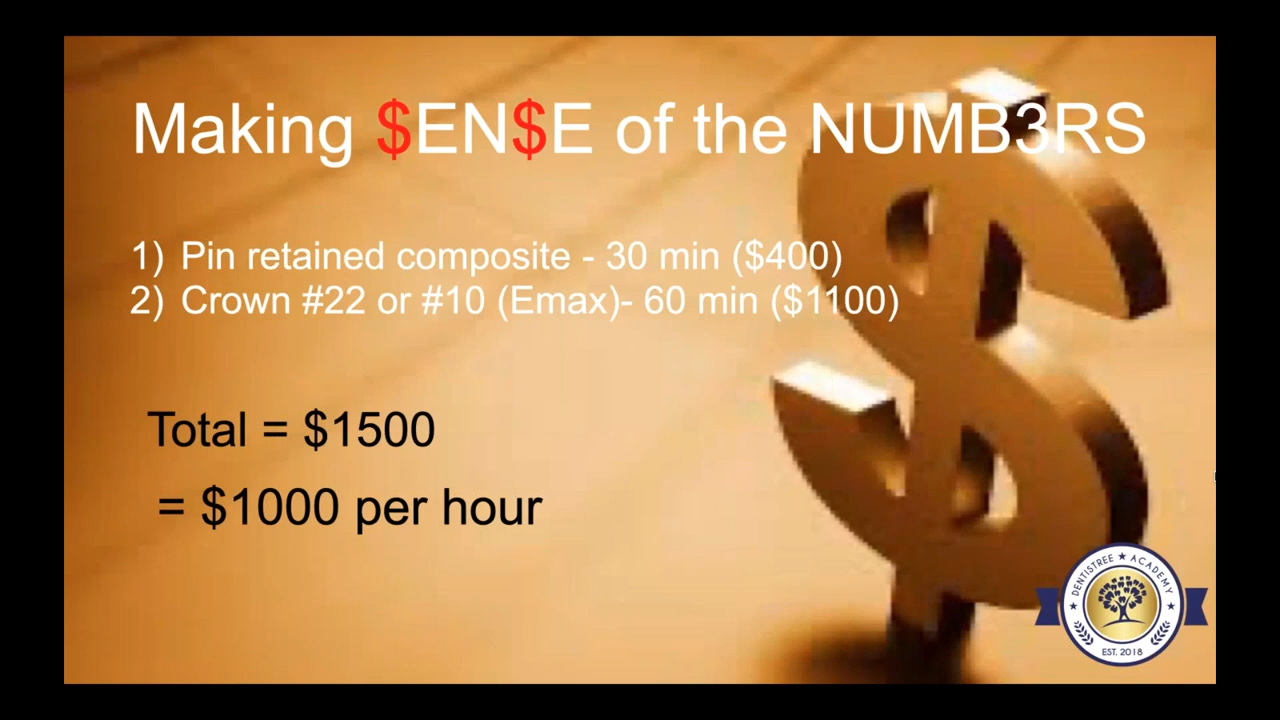 Making $EN$E of the NUMB3RS
1) Pin retained composite - 30 min ($400)
2) Crown #22 or #10 (Emax)- 60 min ($1100)
Total = $1500
= $1000 per hour
DENTISTREE ★ ACADEMY
EST. 2018